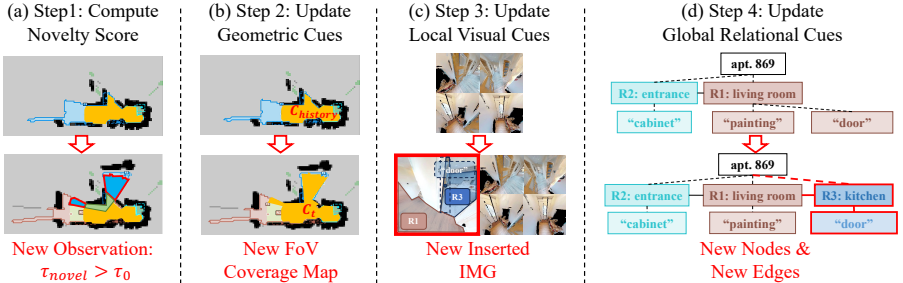 (a) Step1: Compute
Novelty Score
New Observation:
τnovel > τ0
(b) Step 2: Update
Geometric Cues
Chistory
Ct
New FoV
Coverage Map
(c) Step 3: Update
Local Visual Cues
"door"
R3
R1
New Inserted
IMG
(d) Step 4: Update
Global Relational Cues
apt. 869
R2: entrance
R1: living room
"cabinet"
"painting"
"door"
apt. 869
R2: entrance
R1: living room
R3: kitchen
"cabinet"
"painting"
"door"
New Nodes &
New Edges